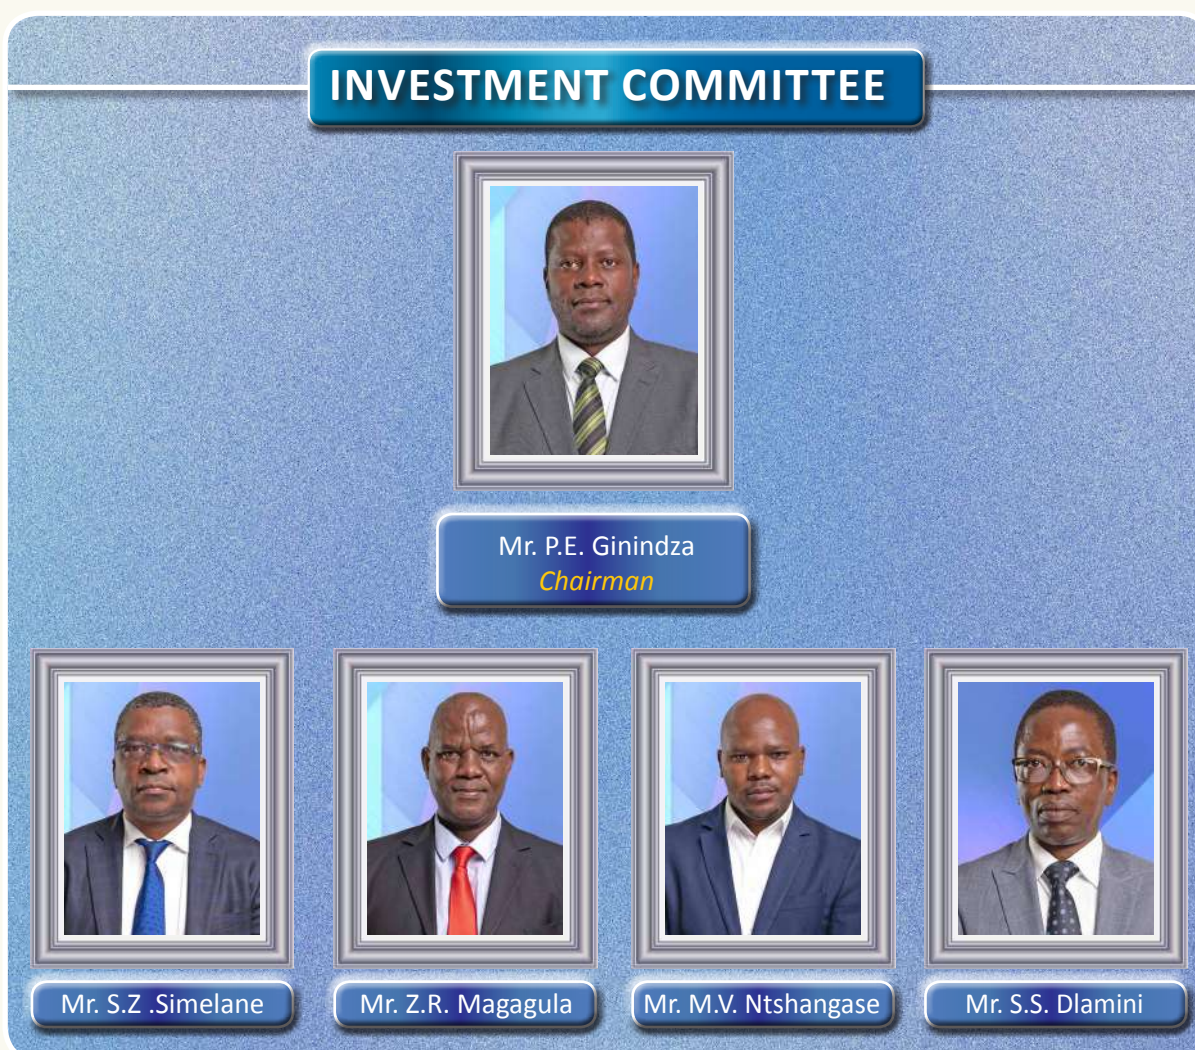 INVESTMENT COMMITTEE
Mr. P.E. Ginindza
Chairman
Mr. S.Z .Simelane
Mr. Z.R. Magagula
Mr. M.V. Ntshangase
Mr. S.S. Dlamini